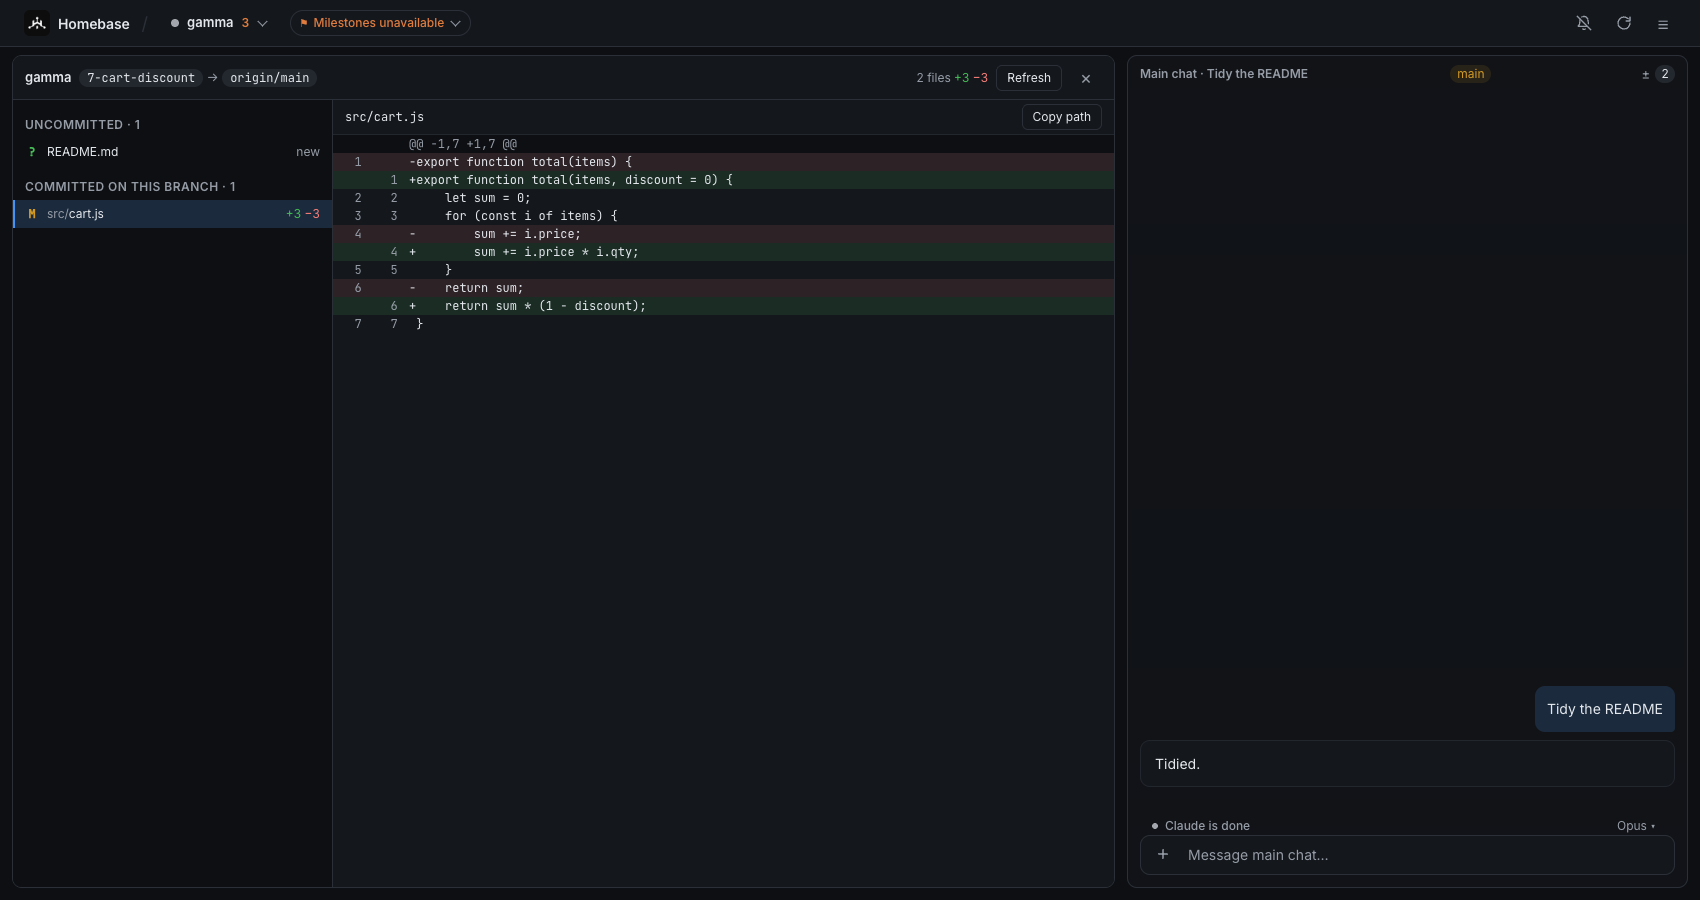 Homebase / gamma 3 Milestones unavailable
gamma 7-cart-discount → origin/main 2 files +3 −3 Refresh ×
UNCOMMITTED · 1
? README.md new
COMMITTED ON THIS BRANCH · 1
M src/cart.js +3 −3
src/cart.js Copy path
@@ -1,7 +1,7 @@
1 -export function total(items) {
1 +export function total(items, discount = 0) {
2 2 let sum = 0;
3 3 for (const i of items) {
4 - sum += i.price;
4 + sum += i.price * i.qty;
5 5 }
6 - return sum;
6 + return sum * (1 - discount);
7 7 }
Main chat · Tidy the README main ± 2
Tidy the README
Tidied.
Claude is done Opus
+ Message main chat...